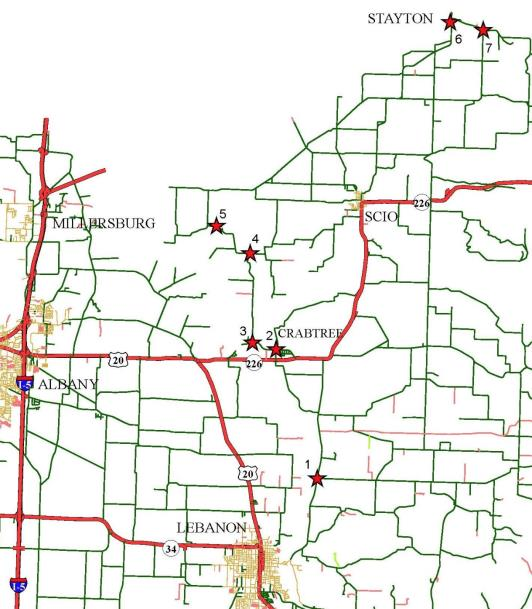 STAYTON
6
7
MILLERSBURG
5
226
SCIO
4
3
2
CRABTREE
20
226
I-5
ALBANY
1
20
LEBANON
34
I-5